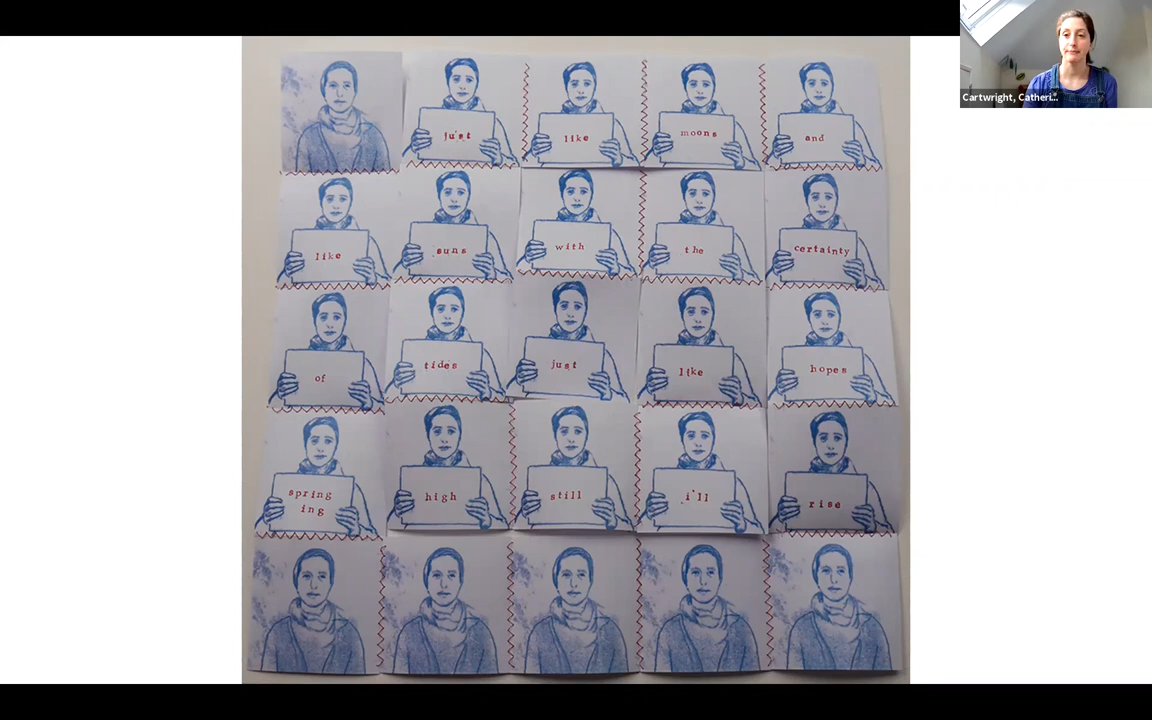 Cartwright, Catheri...
just
like
moons
and
like
suns
with
the
certainty
of
tides
just
like
hopes
spring
ing
high
still
i'll
rise